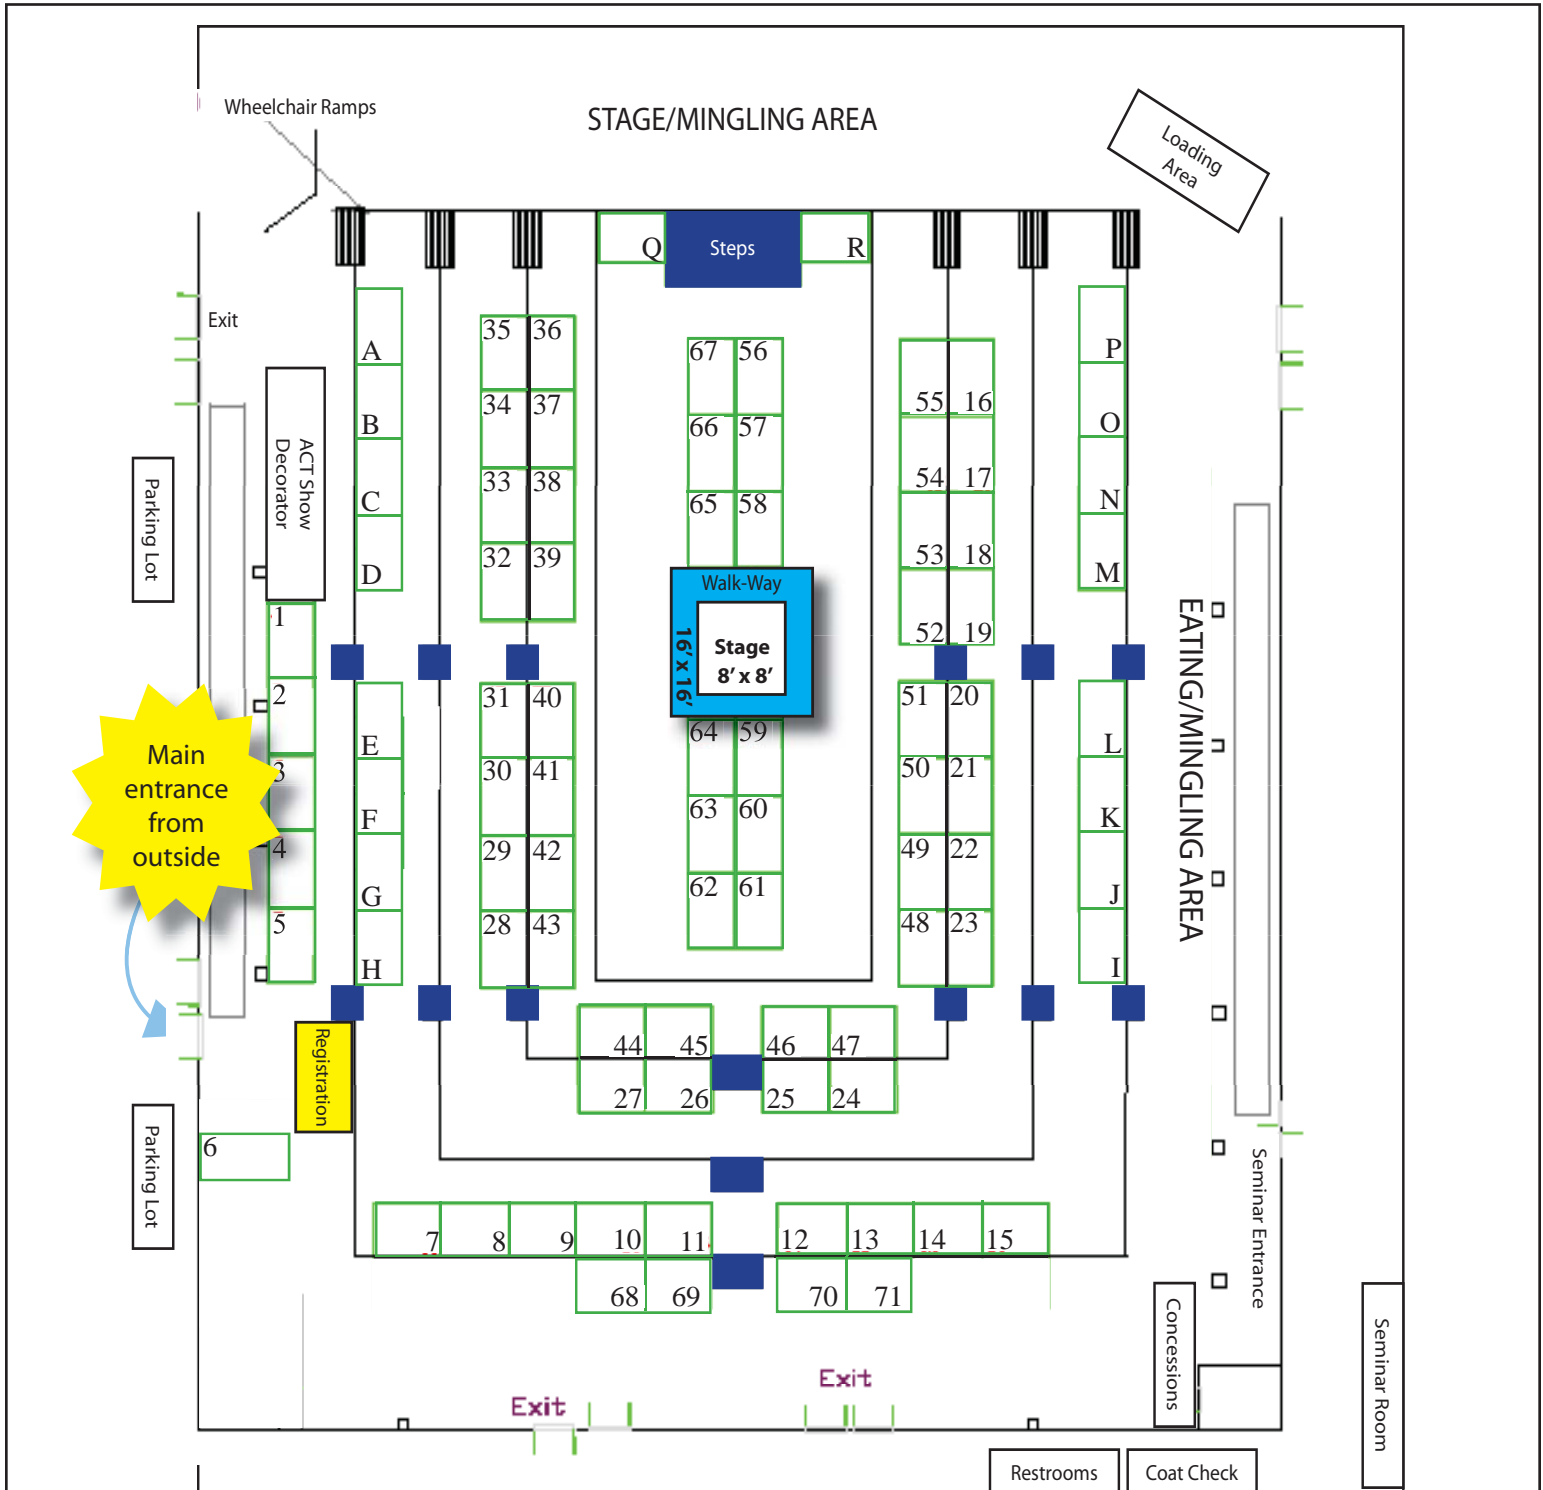 Wheelchair Ramps
STAGE/MINGLING AREA
Loading
Area
Q
Steps
R
Exit
A
B
C
D
35 36
34 37
33 38
32 39
67 56
66 57
65 58
55 16
54 17
53 18
52 19
P
O
N
M
ACT Show
Decorator
Parking Lot
Walk-Way
16’ x 16’
Stage
8’ x 8’
EATING/MINGLING AREA
1
2
3
4
5
Main
entrance
from
outside
E
F
G
H
31 40
30 41
29 42
28 43
64 59
63 60
62 61
51 20
50 21
49 22
48 23
L
K
J
I
Registration
44 45
27 26
46 47
25 24
Parking Lot
6
7 8 9 10 11
12 13 14 15
68 69
70 71
Seminar Entrance
Concessions
Seminar Room
Exit
Exit
Restrooms
Coat Check